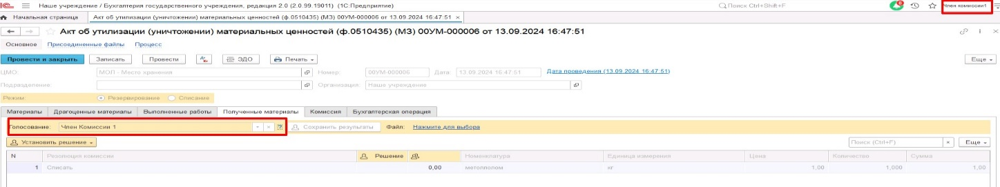 1С Наше учреждение / Бухгалтерия государственного учреждения, редакция 2.0 (2.0.99.19011) (1С:Предприятие) Поиск Ctrl+Shift+F 8 Член комиссии1
Начальная страница Акт об утилизации (уничтожении) материальных ценностей (ф.0510435) (МЗ) 00УМ-000006 от 13.09.2024 16:47:51 ×
Акт об утилизации (уничтожении) материальных ценностей (ф.0510435) (МЗ) 00УМ-000006 от 13.09.2024 16:47:51
Основное Присоединенные файлы Процесс
Провести и закрыть Записать Провести Дт Кт ЭДО Печать Еще
ЦМО: МОЛ - Место хранения Номер: 00УМ-000006 Дата: 13.09.2024 16:47:51 Дата проведения (13.09.2024 16:47:51)
Подразделение: Организация: Наше учреждение
Режим: Резервирование Списание
Материалы Драгоценные материалы Выполненные работы Полученные материалы Комиссия Бухгалтерская операция
Голосование: Член Комиссии 1 ? Сохранить результаты Файл: Нажмите для выбора
Установить решение Поиск (Ctrl+F) × Еще
N Резолюция комиссии Решение Номенклатура Единица измерения Цена Количество Сумма
1 Списать 0,00 метоллолом кг 1,00 1,000 1,00